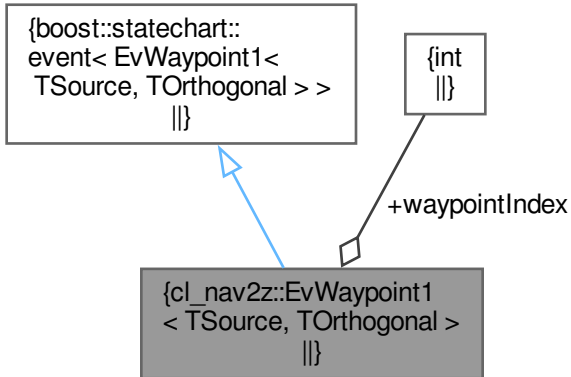 {boost::statechart::
event< EvWaypoint1<
TSource, TOrthogonal > >
||}
{int
||}
+waypointIndex
{cl_nav2z::EvWaypoint1
< TSource, TOrthogonal >
||}